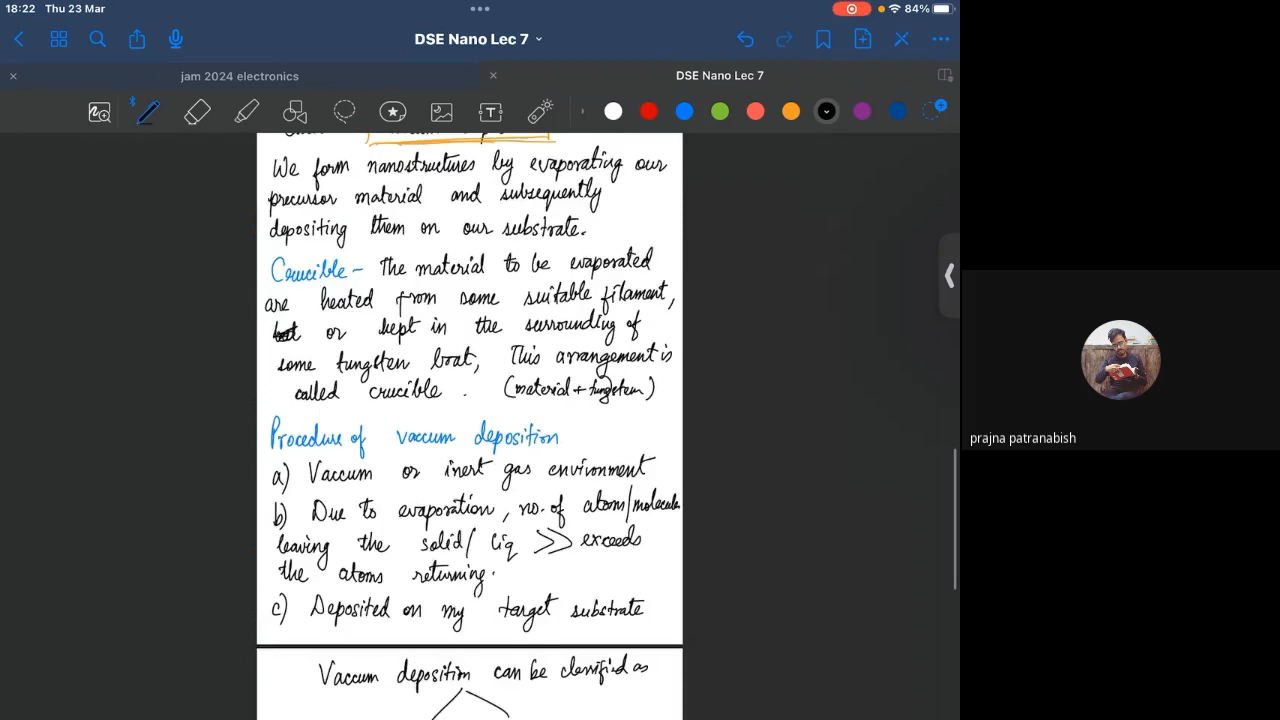 18:22 Thu 23 Mar
84%
DSE Nano Lec 7
jam 2024 electronics
DSE Nano Lec 7
We form nanostructures by evaporating our
precursor material and subsequently
depositing them on our substrate.
Crucible - The material to be evaporated
are heated from some suitable filament,
or kept in the surrounding of
some tungsten boat, This arrangement is
called crucible. (material + tungsten)
Procedure of vaccum deposition
a) Vaccum or inert gas environment
b) Due to evaporation, no. of atoms/molecules
leaving the solid/liq >> exceeds
the atoms returning.
c) Deposited on my target substrate
Vaccum deposition can be classified as
prajna patranabish